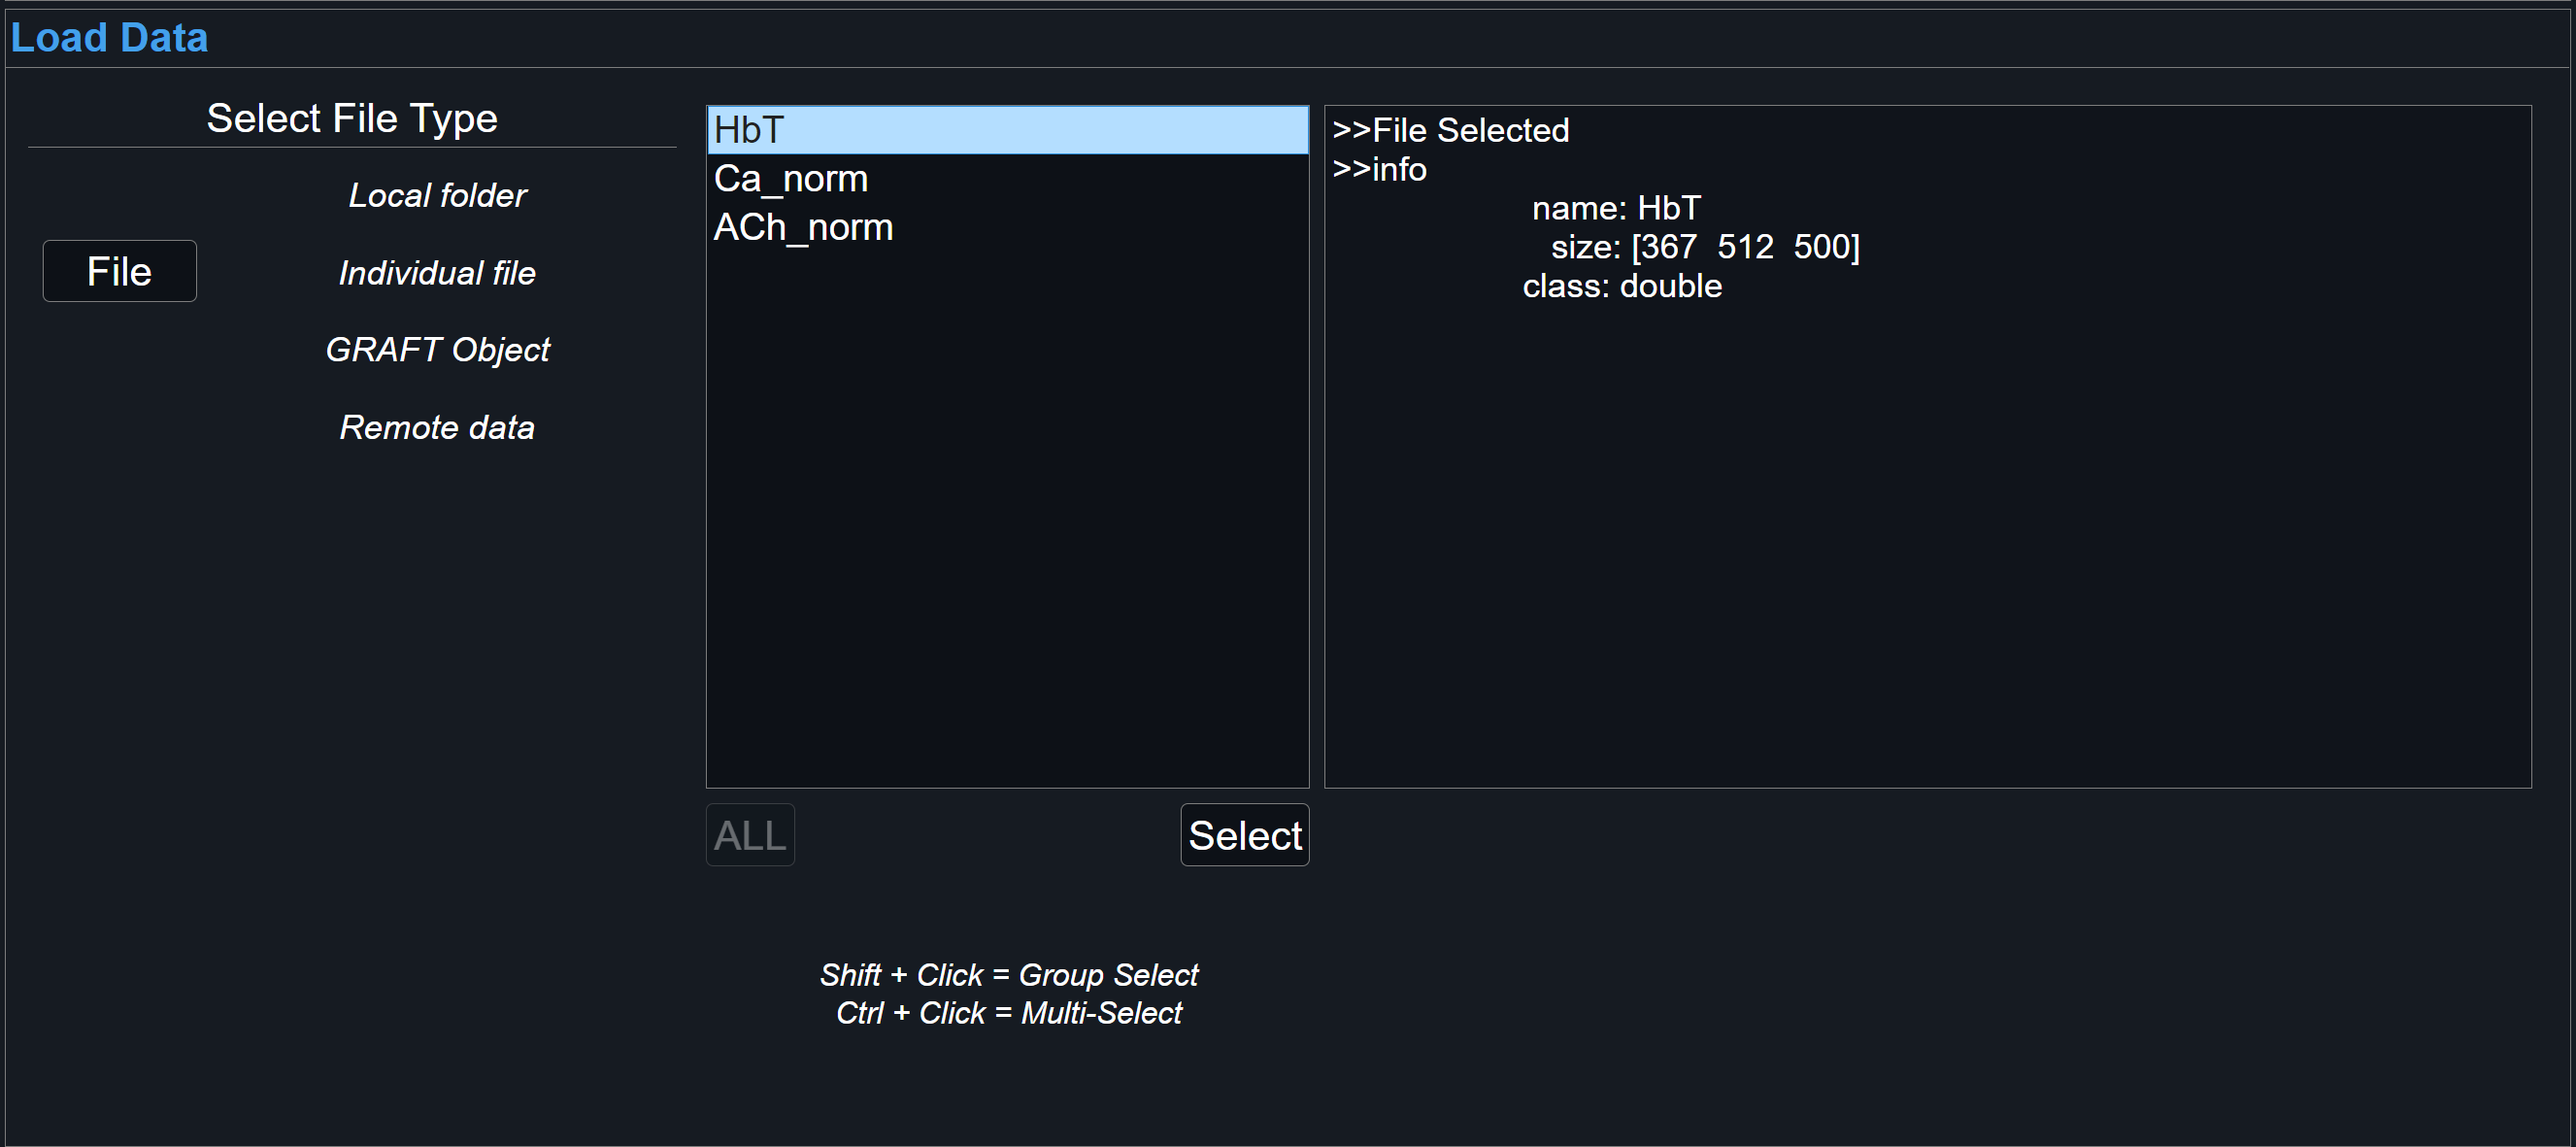 Load Data
Select File Type
Local folder
File
Individual file
GRAFT Object
Remote data
HbT
Ca_norm
ACh_norm
ALL
Select
Shift + Click = Group Select
Ctrl + Click = Multi-Select
>>File Selected
>>info
name: HbT
size: [367  512  500]
class: double